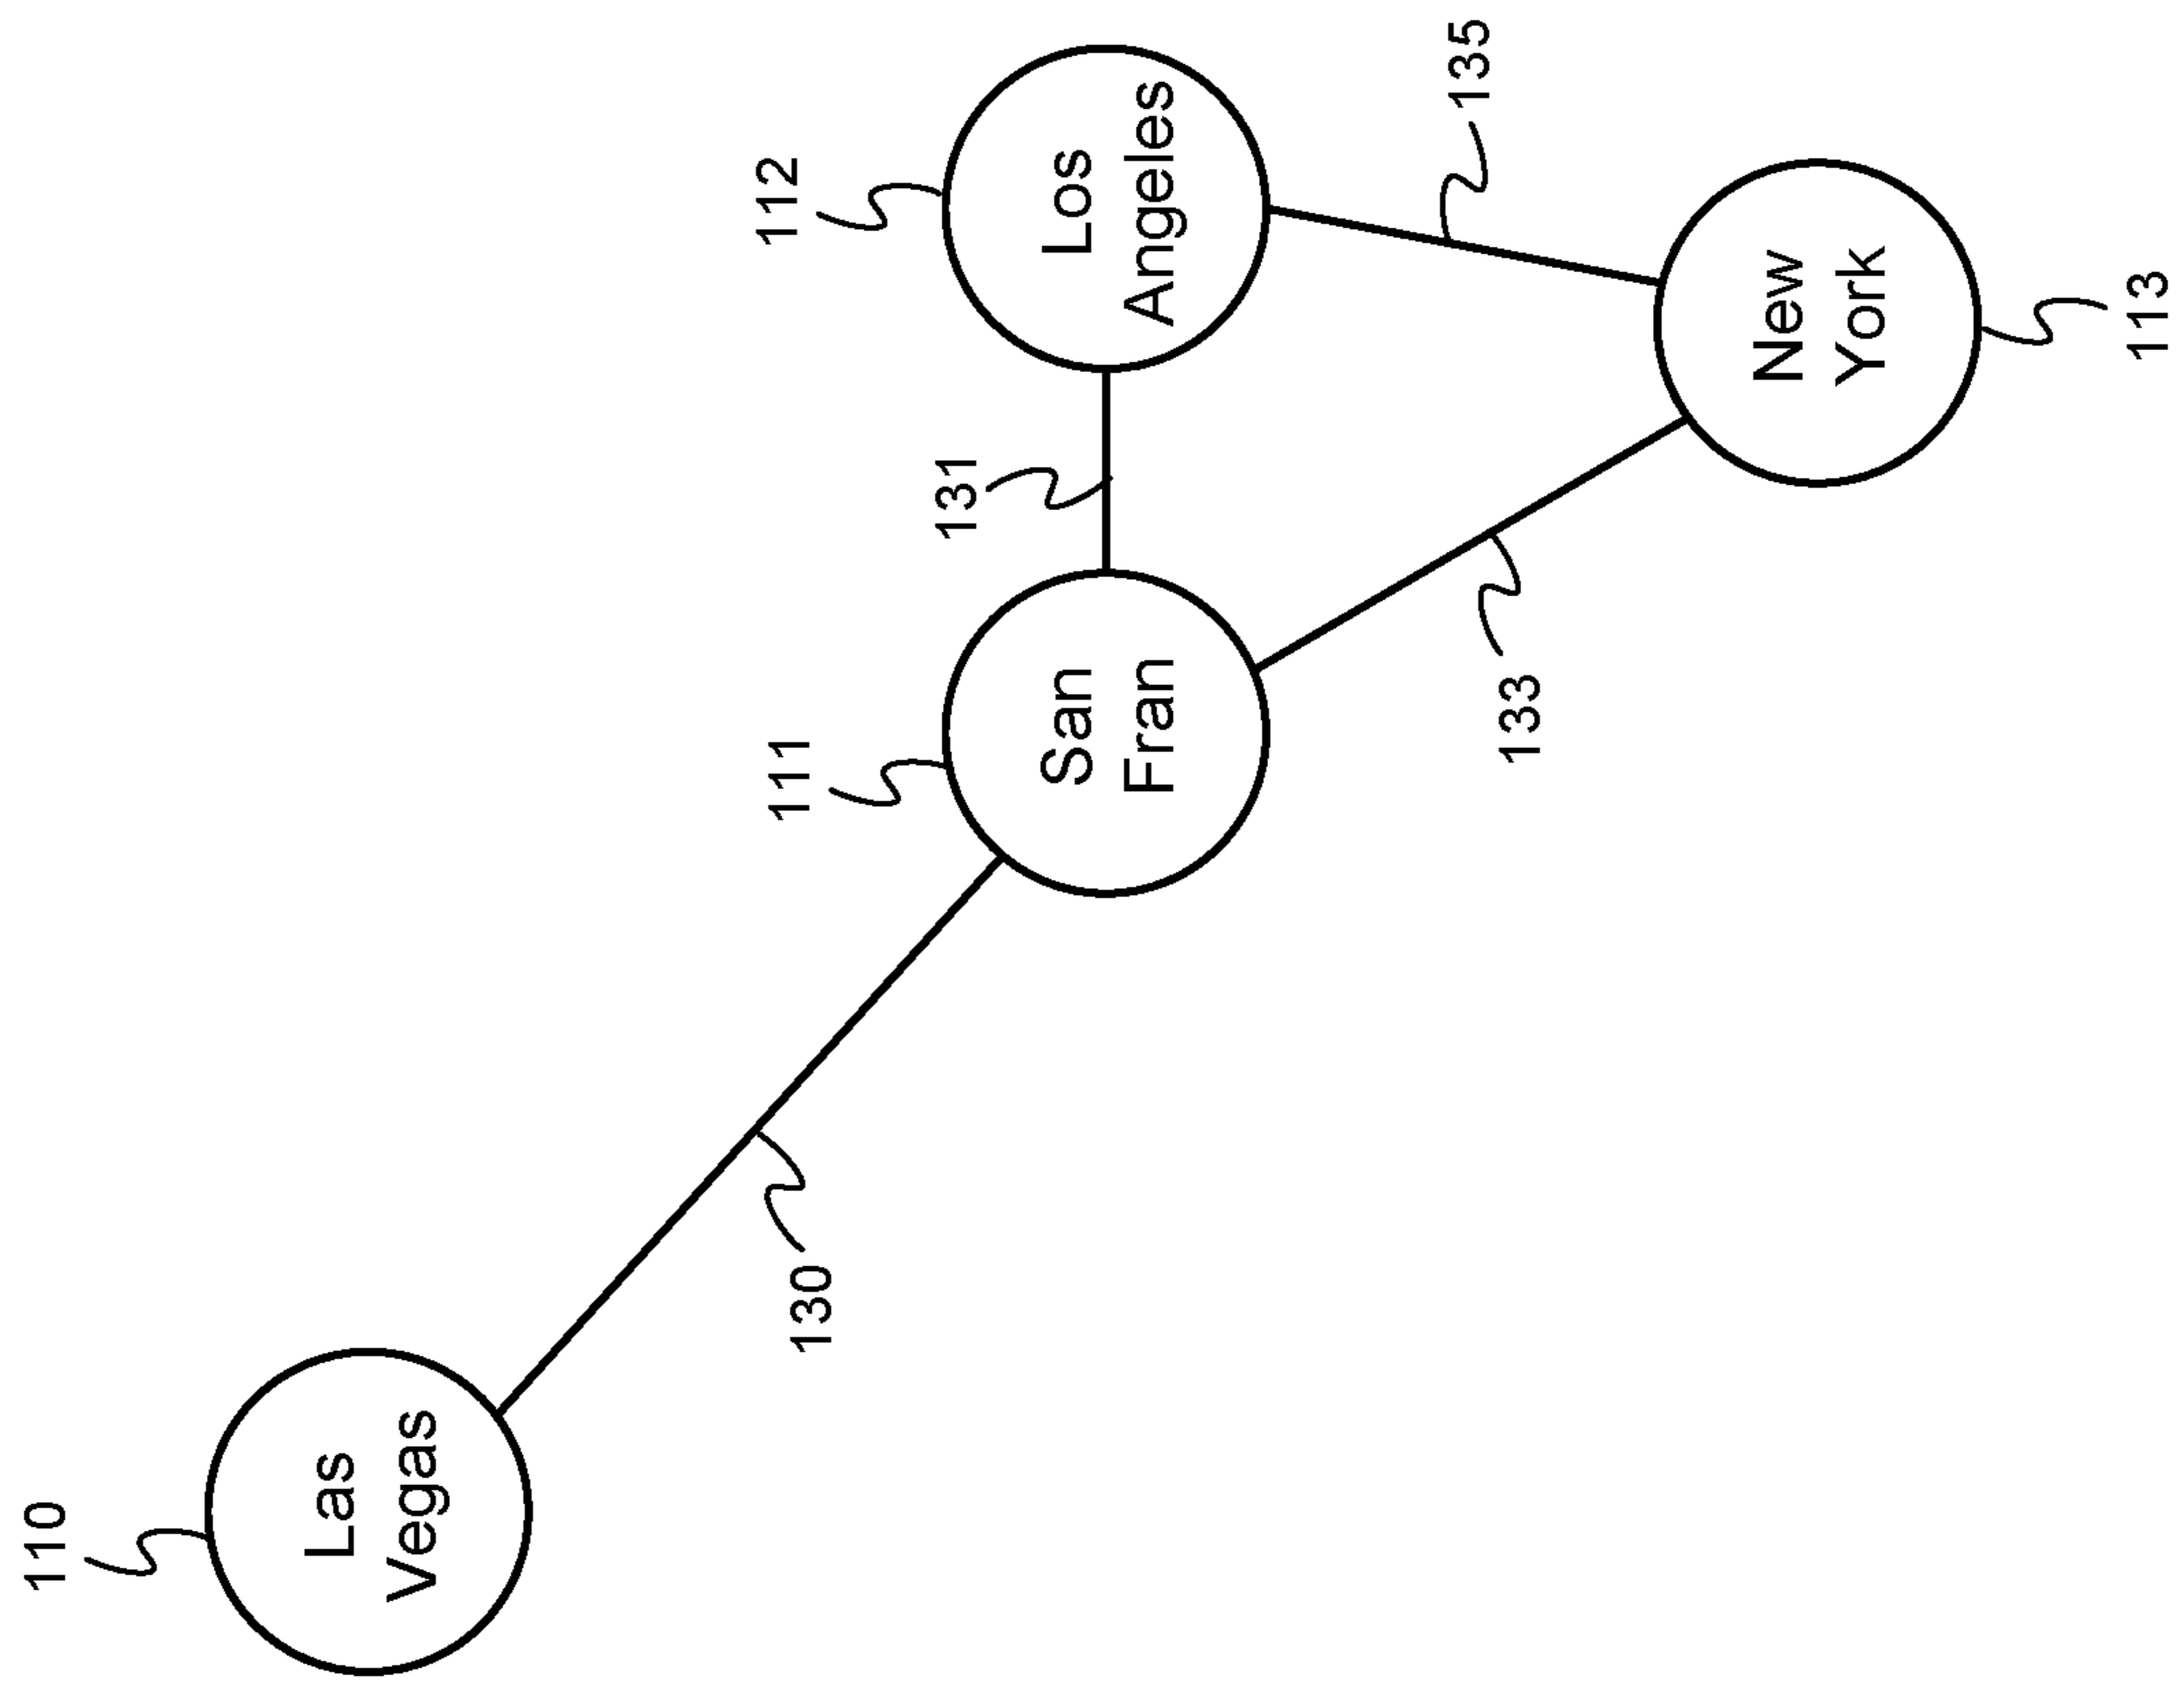 110
Las
Vegas
130
111
San
Fran
131
133
112
Los
Angeles
135
New
York
113